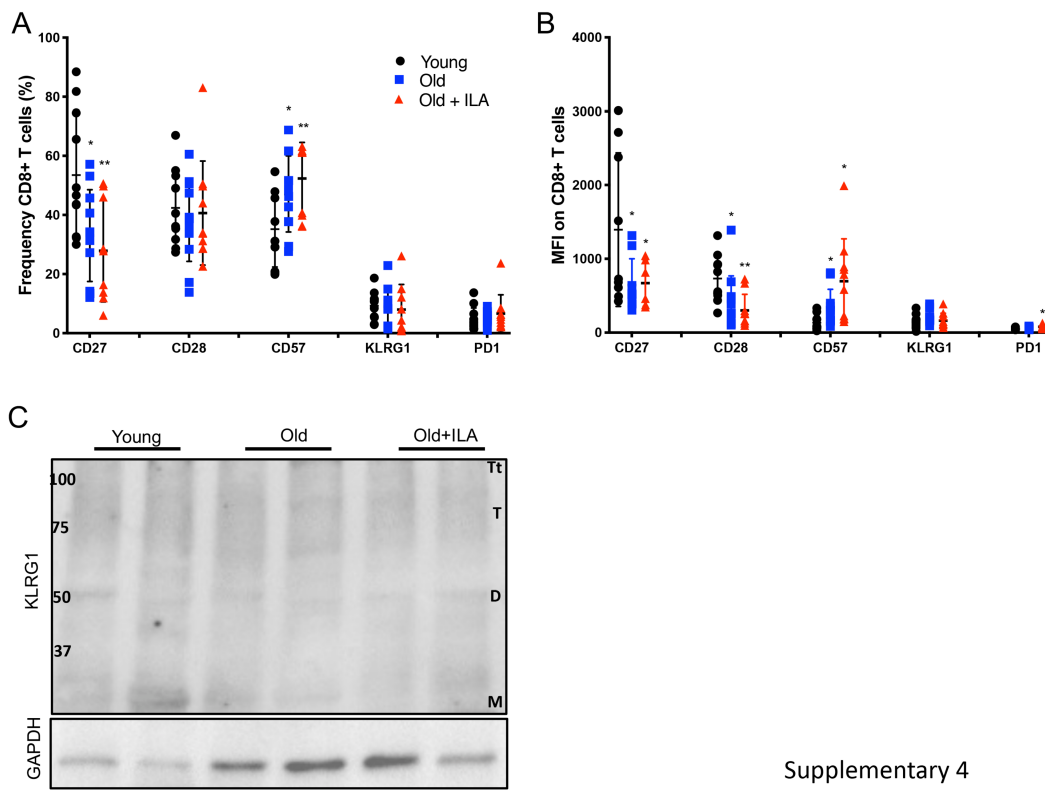 A
Frequency CD8+ T cells (%)
100
80
60
40
20
0
Young
Old
Old + ILA
*
**
*
**
CD27
CD28
CD57
KLRG1
PD1
B
MFI on CD8+ T cells
4000
3000
2000
1000
0
*
*
*
**
*
*
*
CD27
CD28
CD57
KLRG1
PD1
C
Young
Old
Old+ILA
KLRG1
100
75
50
37
Tt
T
D
M
GAPDH
Supplementary 4